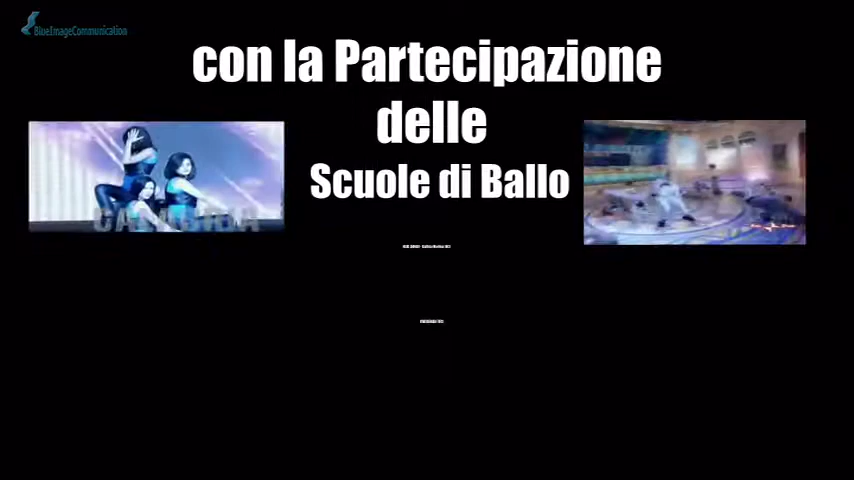 BlueImageCommunication
con la Partecipazione
delle
Scuole di Ballo